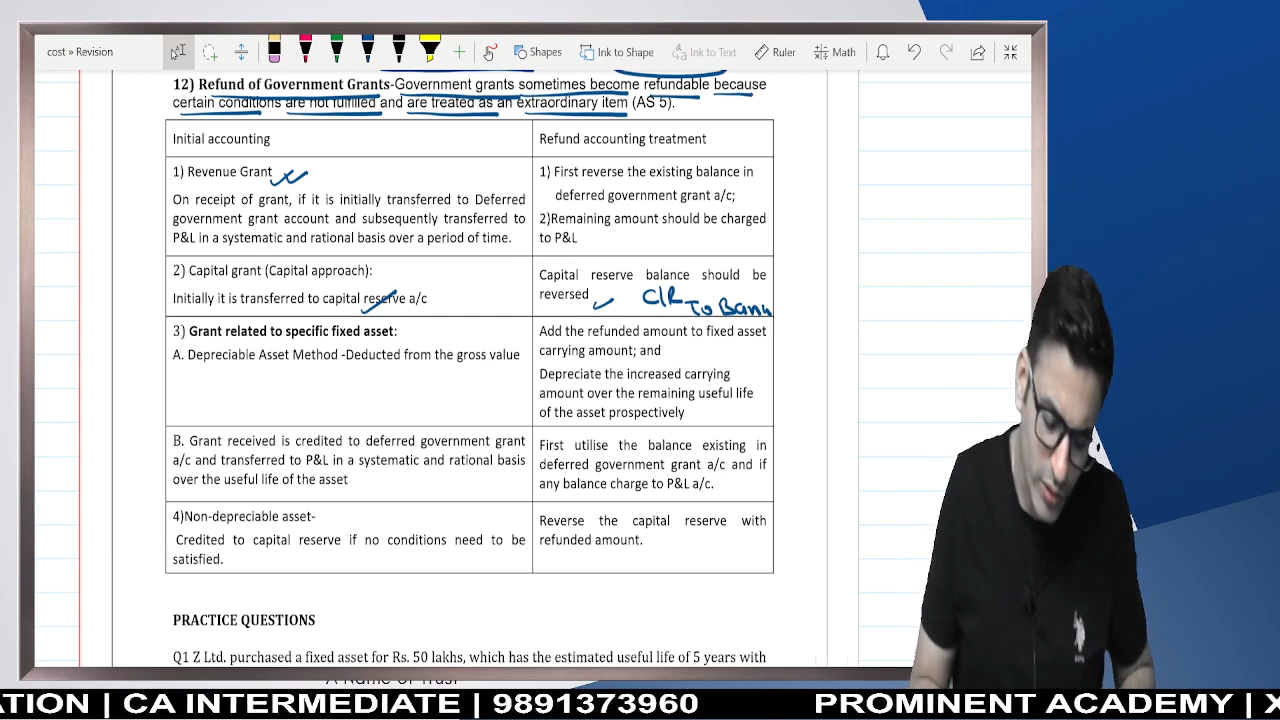 cost » Revision
Shapes
Ink to Shape
Ink to Text
Ruler
Math
12) Refund of Government Grants-Government grants sometimes become refundable because
certain conditions are not fulfilled and are treated as an extraordinary item (AS 5).
Initial accounting
Refund accounting treatment
1) Revenue Grant
On receipt of grant, if it is initially transferred to Deferred
government grant account and subsequently transferred to
P&L in a systematic and rational basis over a period of time.
1) First reverse the existing balance in
deferred government grant a/c;
2)Remaining amount should be charged
to P&L
2) Capital grant (Capital approach):
Initially it is transferred to capital reserve a/c
Capital reserve balance should be
reversed
C/R
To Bank
3) Grant related to specific fixed asset:
A. Depreciable Asset Method -Deducted from the gross value
Add the refunded amount to fixed asset
carrying amount; and
Depreciate the increased carrying
amount over the remaining useful life
of the asset prospectively
B. Grant received is credited to deferred government grant
a/c and transferred to P&L in a systematic and rational basis
over the useful life of the asset
First utilise the balance existing in
deferred government grant a/c and if
any balance charge to P&L a/c.
4)Non-depreciable asset-
Credited to capital reserve if no conditions need to be
satisfied.
Reverse the capital reserve with
refunded amount.
PRACTICE QUESTIONS
Q1 Z Ltd. purchased a fixed asset for Rs. 50 lakhs, which has the estimated useful life of 5 years with
A Name Of Trust
ATION | CA INTERMEDIATE | 9891373960
PROMINENT ACADEMY | X